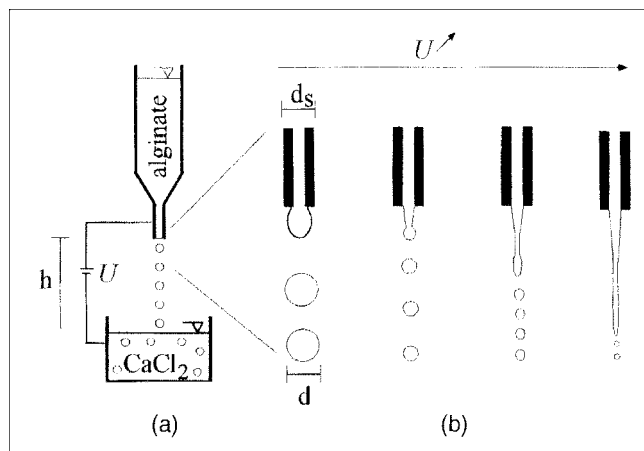 U
d_s
alginate
h
U
CaCl₂
d
(a)
(b)